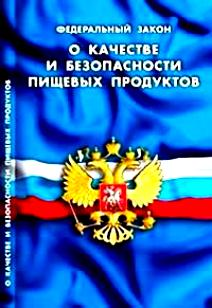 ФЕДЕРАЛЬНЫЙ ЗАКОН
О КАЧЕСТВЕ
И БЕЗОПАСНОСТИ
ПИЩЕВЫХ ПРОДУКТОВ
О КАЧЕСТВЕ И БЕЗОПАСНОСТИ ПИЩЕВЫХ ПРОДУКТОВ